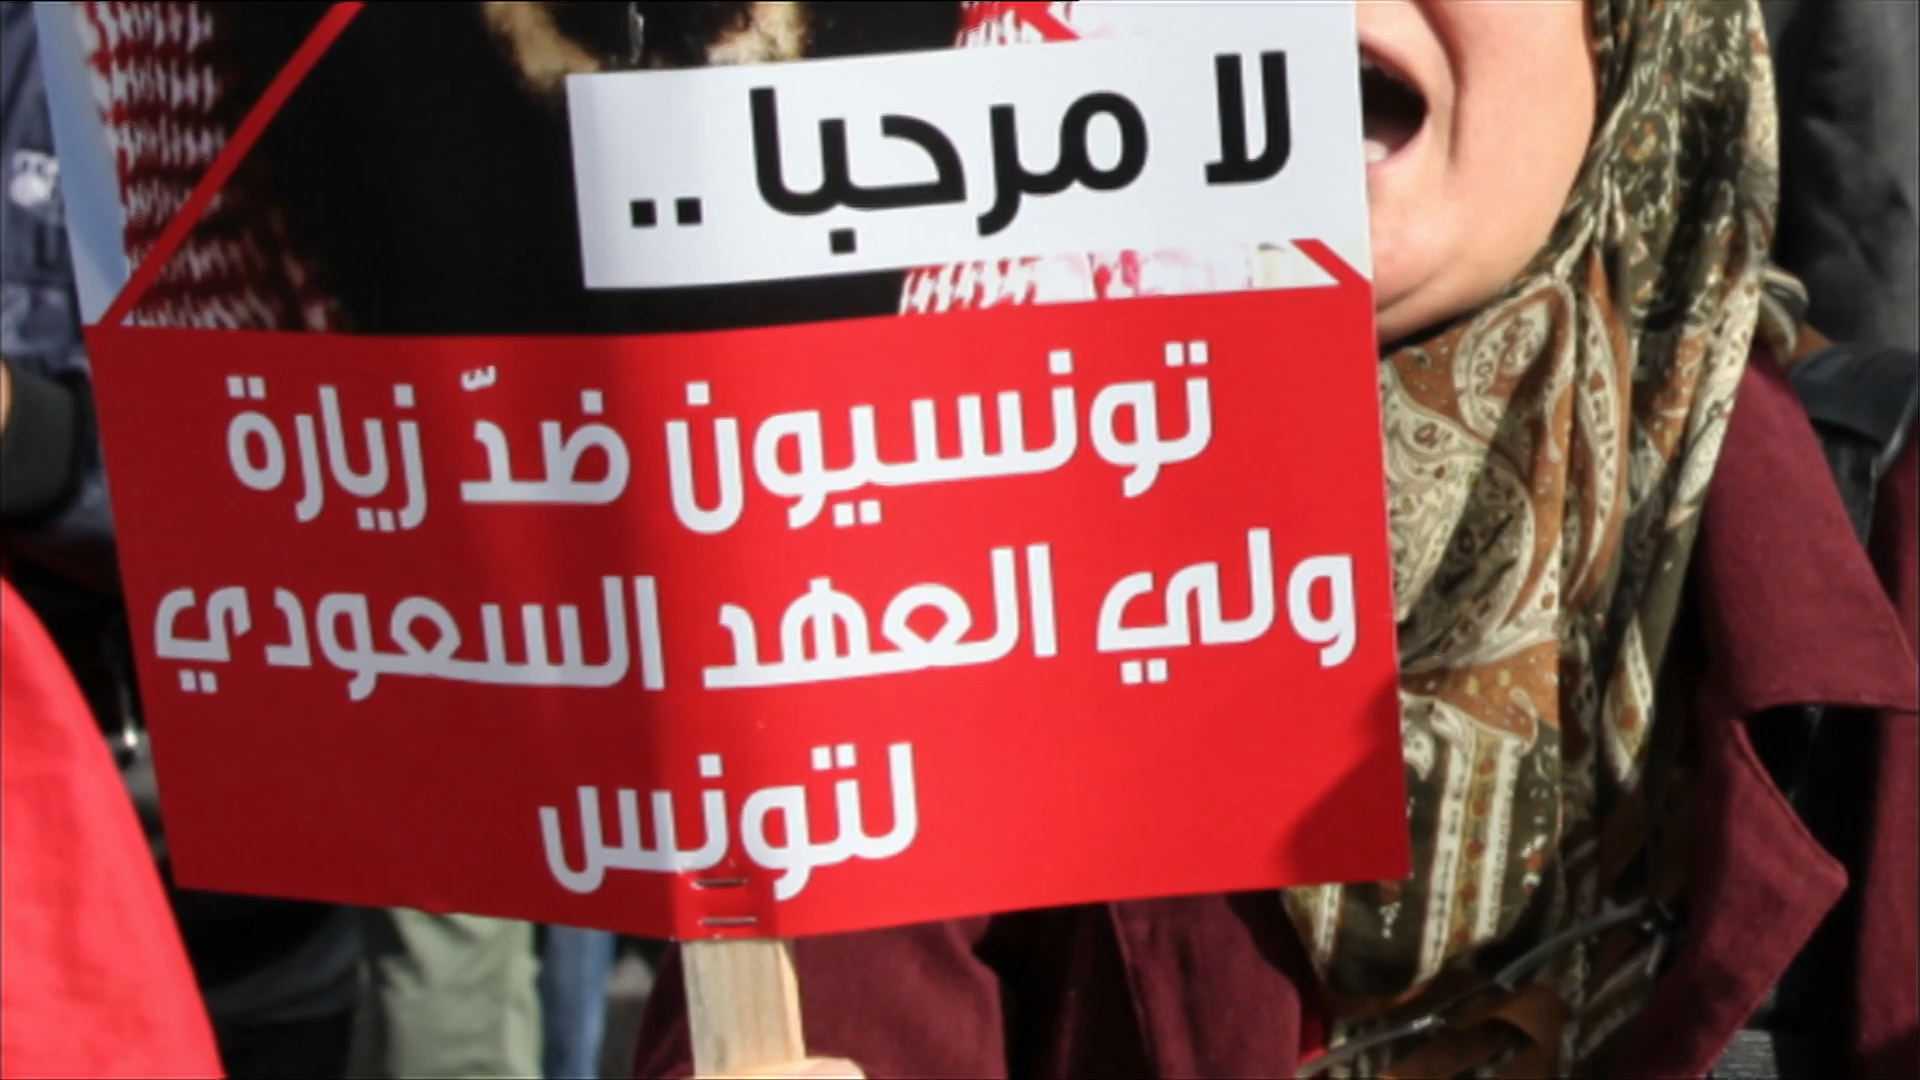 لا مرحبا ..
تونسيون ضدّ زيارة
ولي العهد السعودي
لتونس